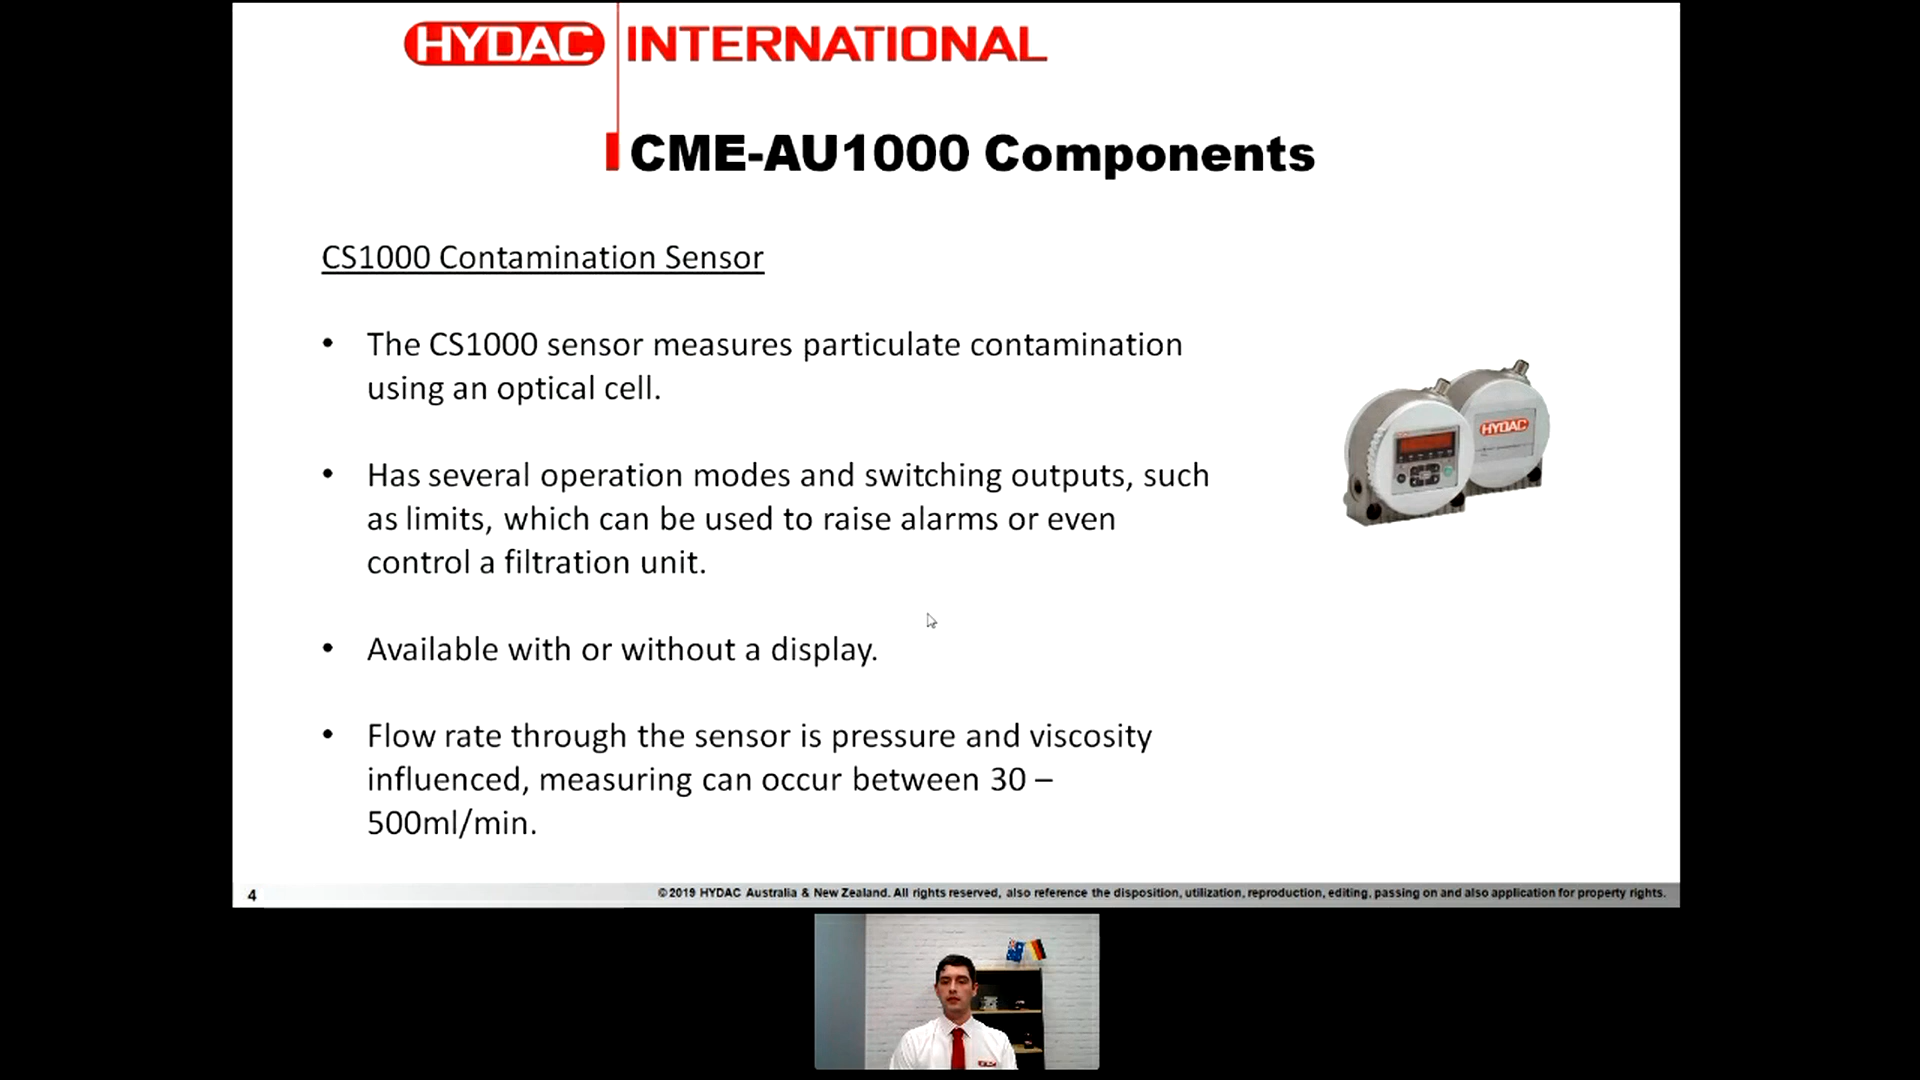 HYDAC INTERNATIONAL
CME-AU1000 Components
CS1000 Contamination Sensor
• The CS1000 sensor measures particulate contamination
using an optical cell.
• Has several operation modes and switching outputs, such
as limits, which can be used to raise alarms or even
control a filtration unit.
• Available with or without a display.
• Flow rate through the sensor is pressure and viscosity
influenced, measuring can occur between 30 –
500ml/min.
HYDAC
4
©2019 HYDAC Australia & New Zealand. All rights reserved, also reference the disposition, utilization, reproduction, editing, passing on and also application for property rights.